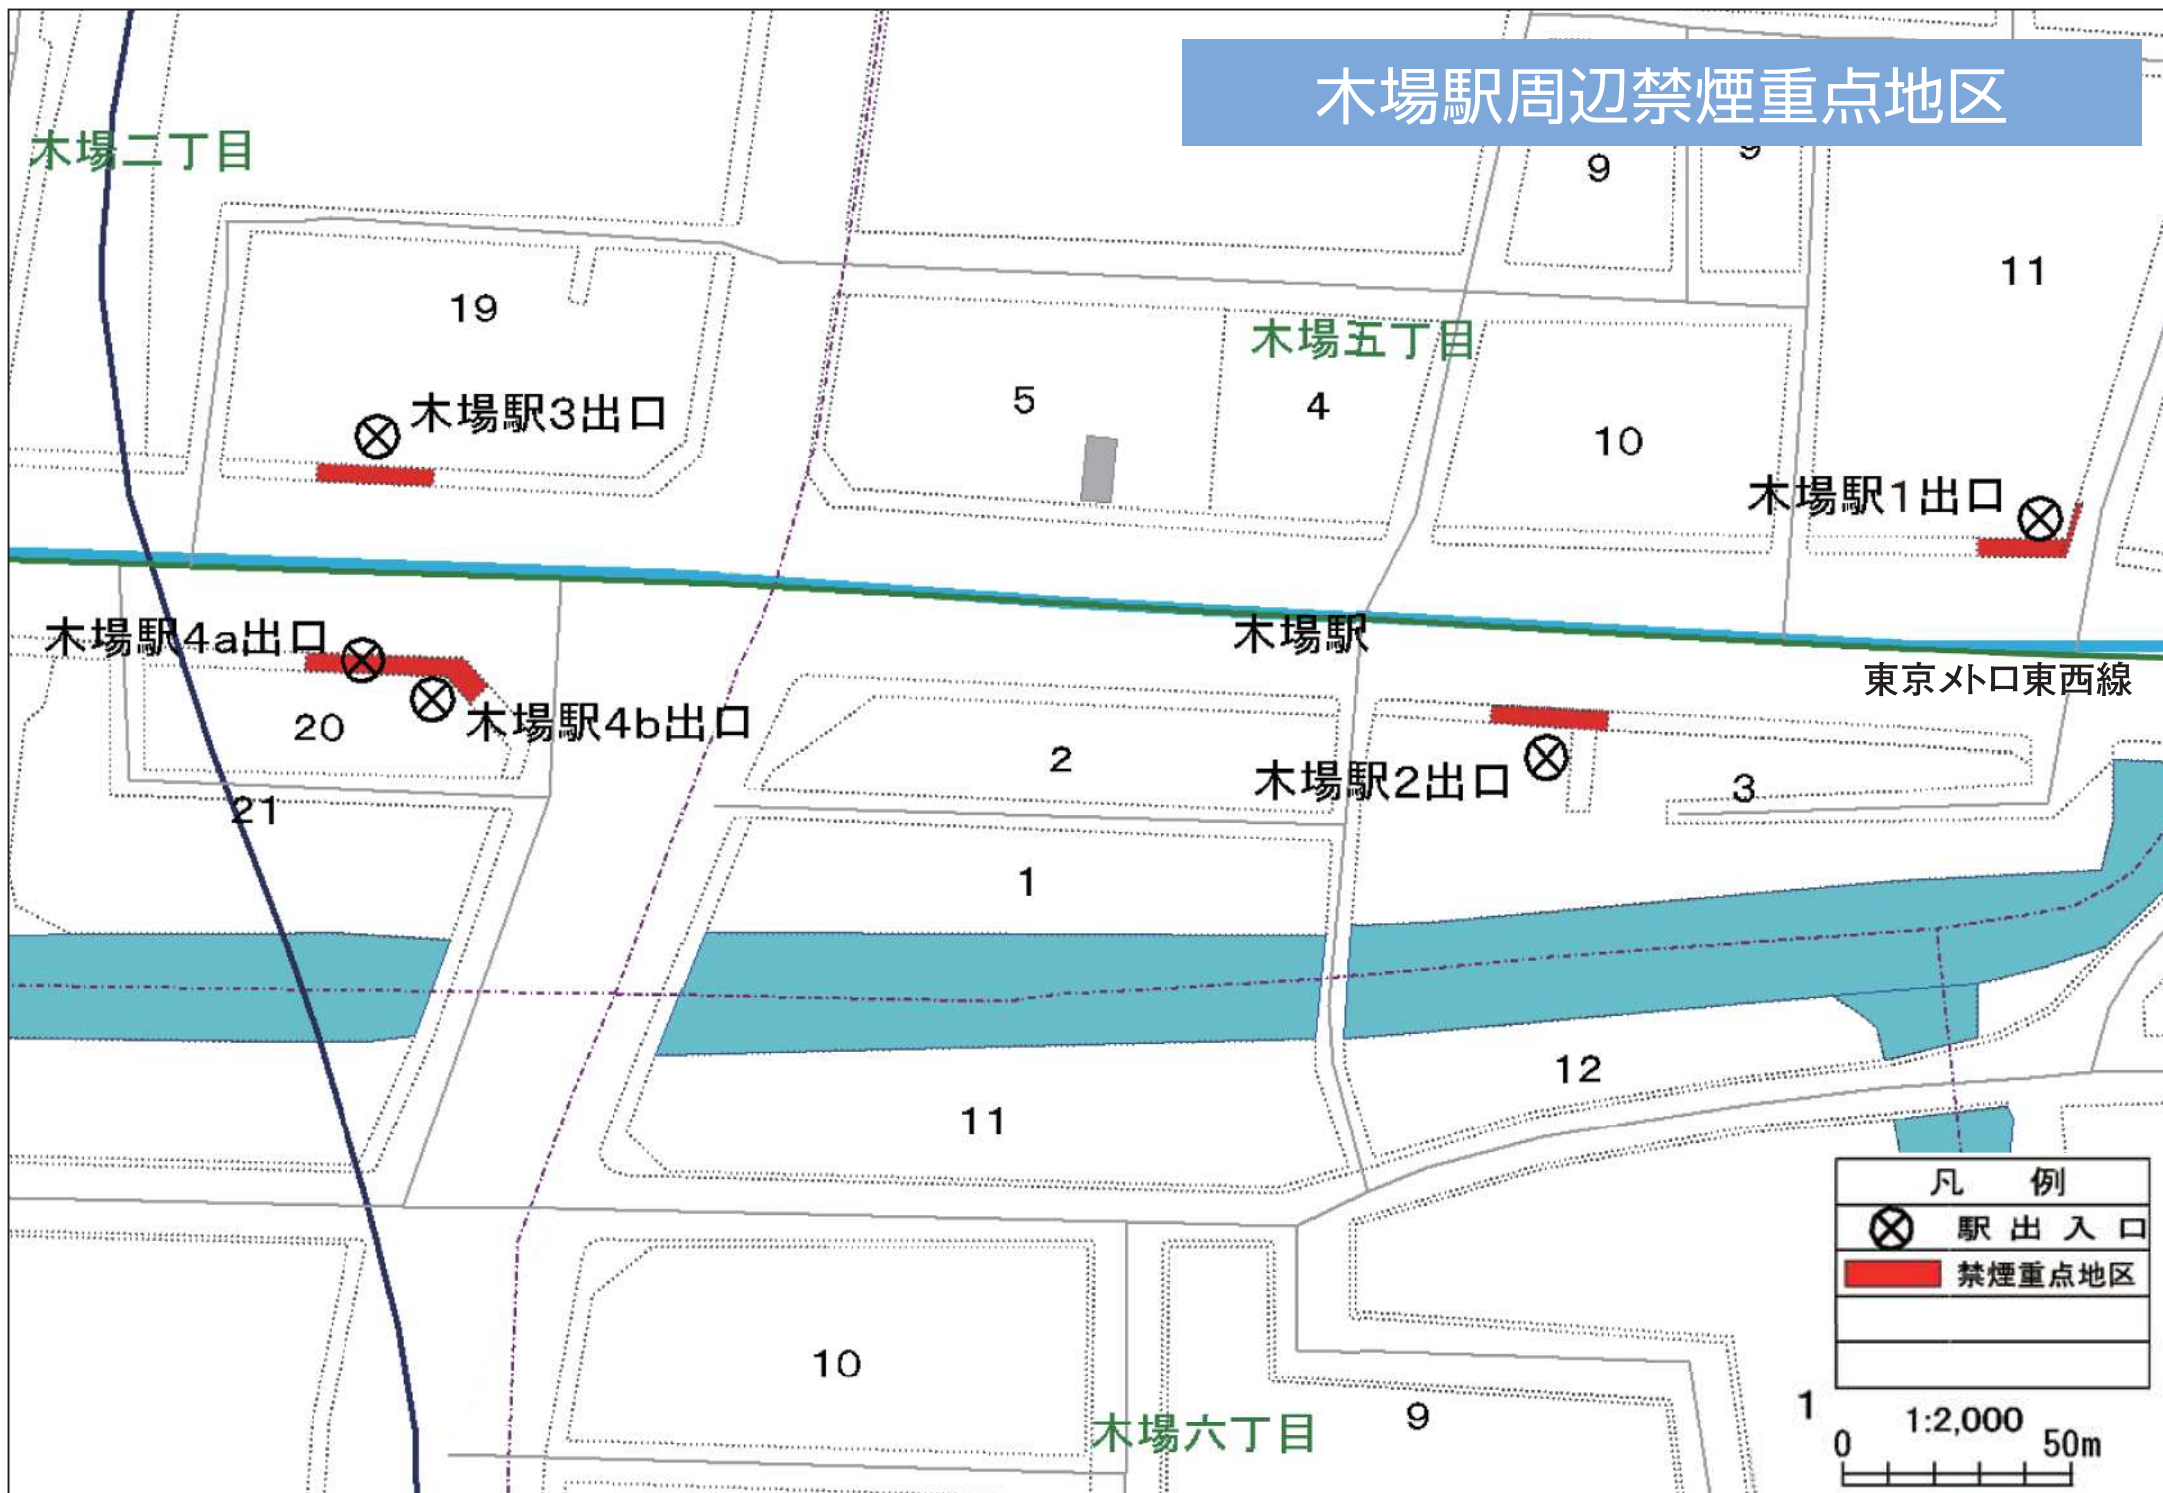 木場駅周辺禁煙重点地区
木場二丁目
9
9
11
19
木場五丁目
5
4
10
木場駅3出口
木場駅1出口
木場駅4a出口
木場駅
東京メトロ東西線
20
木場駅4b出口
2
木場駅2出口
3
21
1
12
11
凡 例
駅出入口
禁煙重点地区
10
木場六丁目
9
1
1:2,000
0
50m